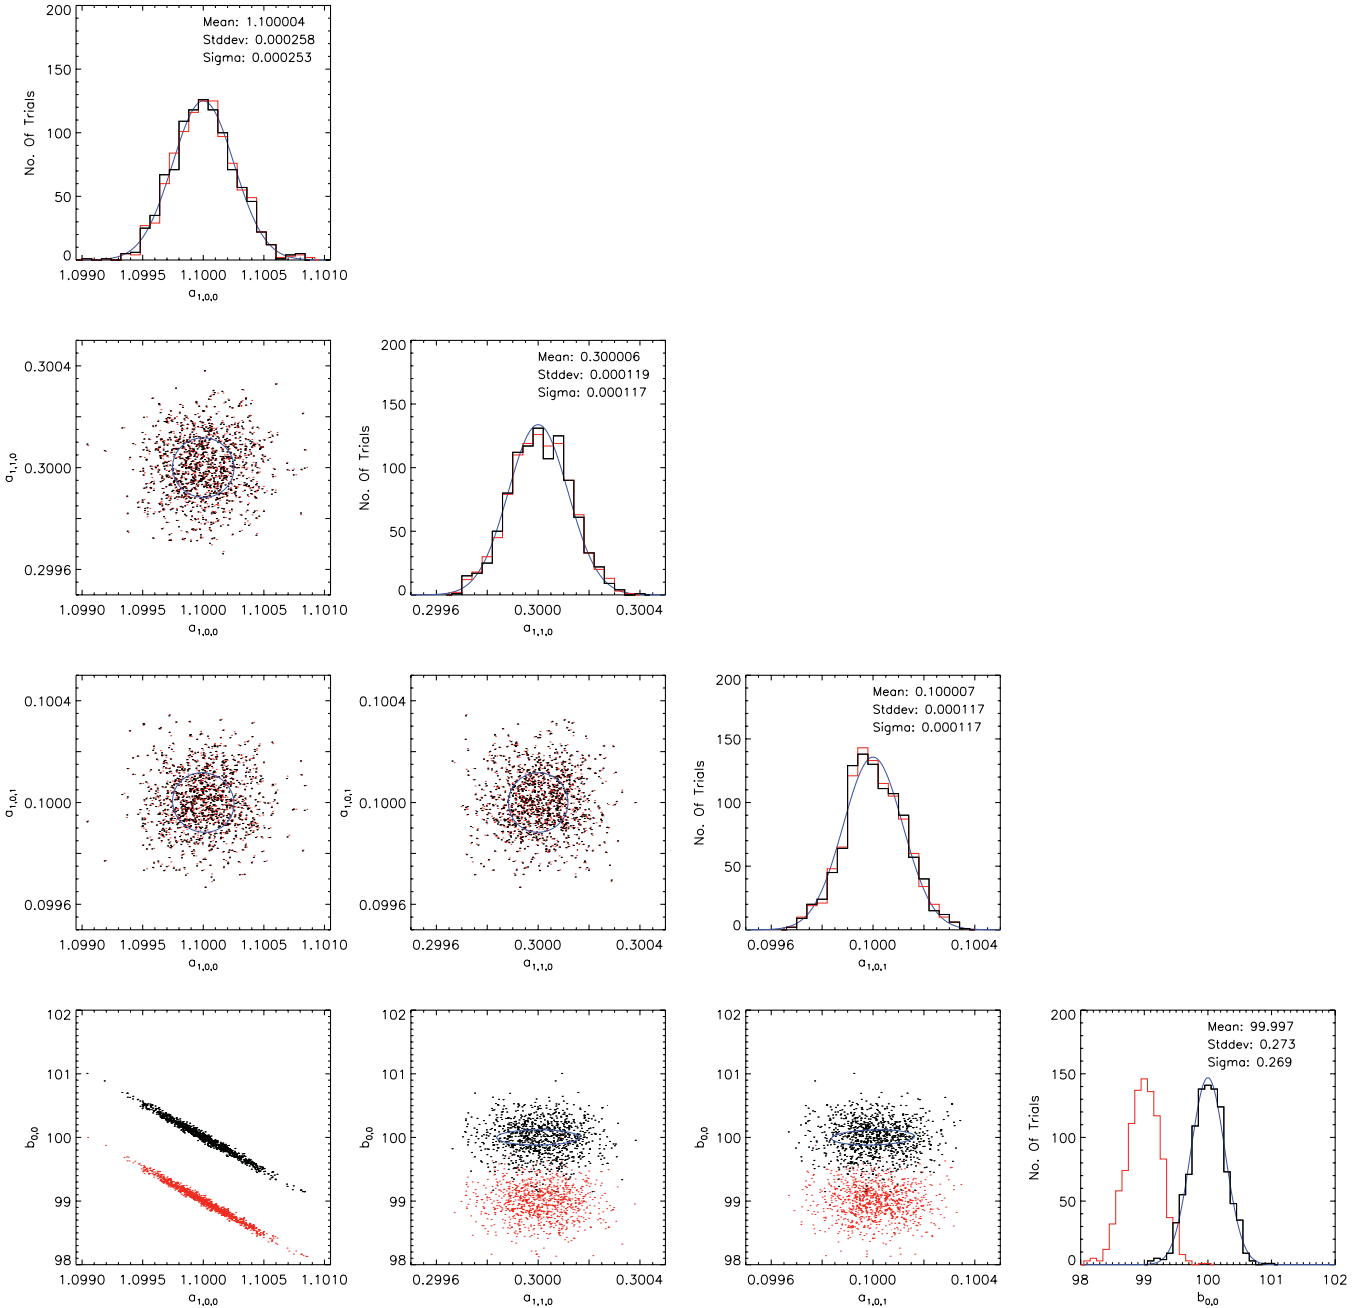 200
150
100
50
0
No. Of Trials
Mean: 1.100004
Stddev: 0.000258
Sigma: 0.000253
1.0990 1.0995 1.1000 1.1005 1.1010
a1,0,0
0.3004
0.3000
0.2996
a1,1,0
1.0990 1.0995 1.1000 1.1005 1.1010
a1,0,0
200
150
100
50
0
No. Of Trials
Mean: 0.300006
Stddev: 0.000119
Sigma: 0.000117
0.2996 0.3000 0.3004
a1,1,0
0.1004
0.1000
0.0996
a1,0,1
1.0990 1.0995 1.1000 1.1005 1.1010
a1,0,0
0.1004
0.1000
0.0996
a1,0,1
0.2996 0.3000 0.3004
a1,1,0
200
150
100
50
0
No. Of Trials
Mean: 0.100007
Stddev: 0.000117
Sigma: 0.000117
0.0996 0.1000 0.1004
a1,0,1
102
101
100
99
98
b0,0
1.0990 1.0995 1.1000 1.1005 1.1010
a1,0,0
102
101
100
99
98
b0,0
0.2996 0.3000 0.3004
a1,1,0
102
101
100
99
98
b0,0
0.0996 0.1000 0.1004
a1,0,1
200
150
100
50
0
No. Of Trials
Mean: 99.997
Stddev: 0.273
Sigma: 0.269
98 99 100 101 102
b0,0